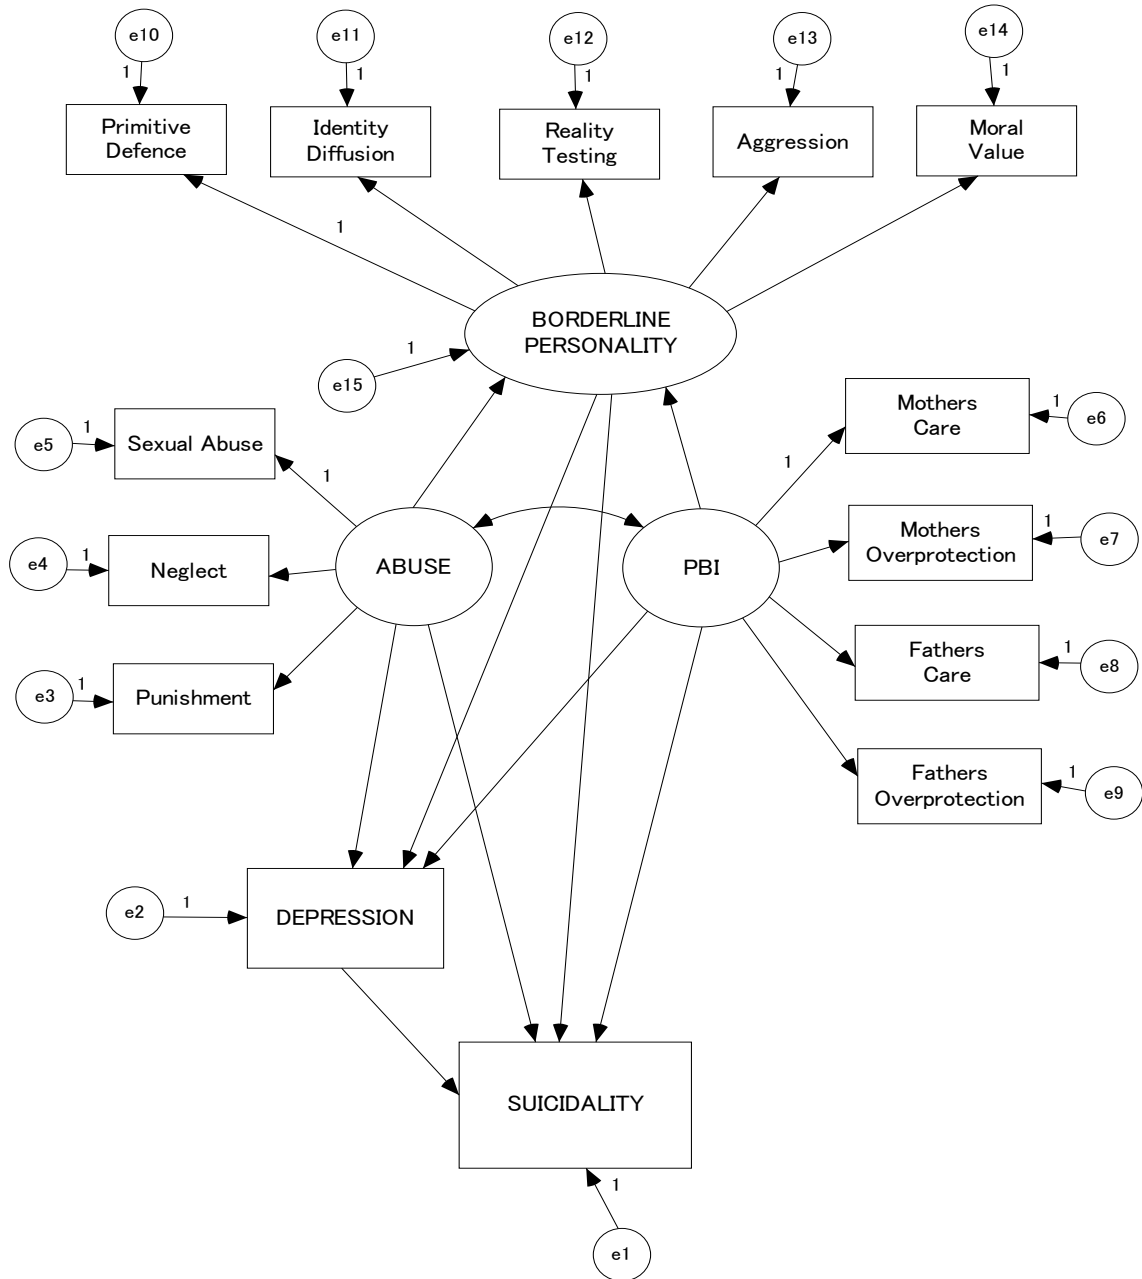 e10
e11
e12
e13
e14
1
1
1
1
1
Primitive
Defence
Identity
Diffusion
Reality
Testing
Aggression
Moral
Value
1
BORDERLINE
PERSONALITY
1
e15
Mothers
Care
1
e6
e5
1
Sexual Abuse
1
1
Mothers
Overprotection
1
e7
e4
1
Neglect
ABUSE
PBI
Fathers
Care
1
e8
e3
1
Punishment
Fathers
Overprotection
1
e9
e2
1
DEPRESSION
SUICIDALITY
1
e1